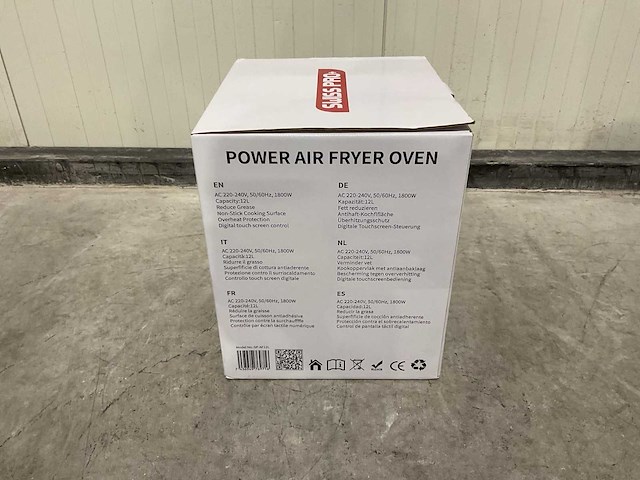 SWISS PRO+
POWER AIR FRYER OVEN
EN
AC 220-240V, 50/60Hz, 1800W
Capacity:12L
Reduce Grease
Non-Stick Cooking Surface
Overheat Protection
Digital touch screen control
DE
AC 220-240V, 50/60Hz, 1800W
Kapazität:12L
Fett reduzieren
Antihaft-Kochfläche
Überhitzungsschutz
Digitale Touchscreen-Steuerung
IT
AC 220-240V, 50/60Hz, 1800W
Capacità:12L
Ridurre il grasso
Superfificie di cottura antiaderente
Protezione contro il surriscaldamento
Controllo touch screen digitale
NL
AC 220-240V, 50/60Hz, 1800W
Capaciteit:12L
Verminder vet
Kookoppervlak met antiaanbaklaag
Bescherming tegen oververhitting
Digitale touchscreenbediening
FR
AC 220-240V, 50/60Hz, 1800W
Capacité:12L
Réduire la graisse
Surface de cuisson antiadhésive
Protection contre la surchauffffe
Contrôle par écran tactile numérique
ES
AC 220-240V, 50/60Hz, 1800W
Capacidad:12L
Reducir la grasa
Superfificie de cocción antiadherente
Protección contra el sobrecalentamiento
Control de pantalla táctil digital
CE